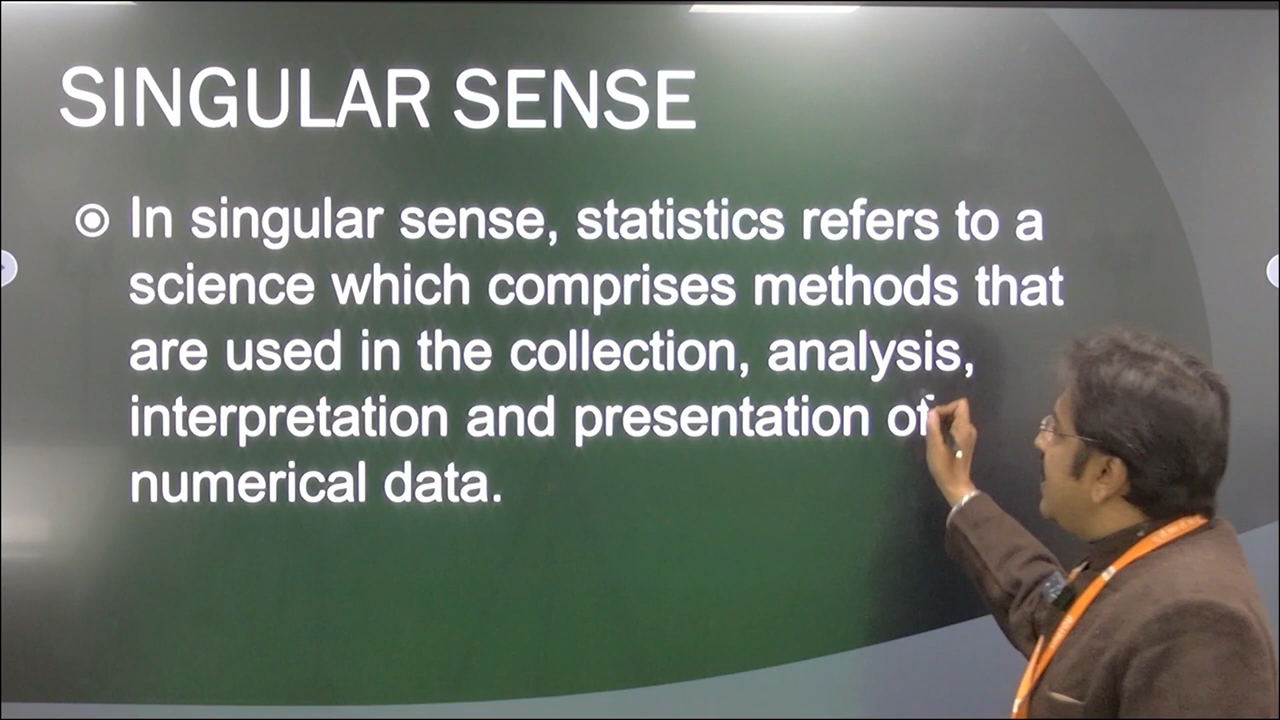 SINGULAR SENSE
In singular sense, statistics refers to a
science which comprises methods that
are used in the collection, analysis,
interpretation and presentation of
numerical data.